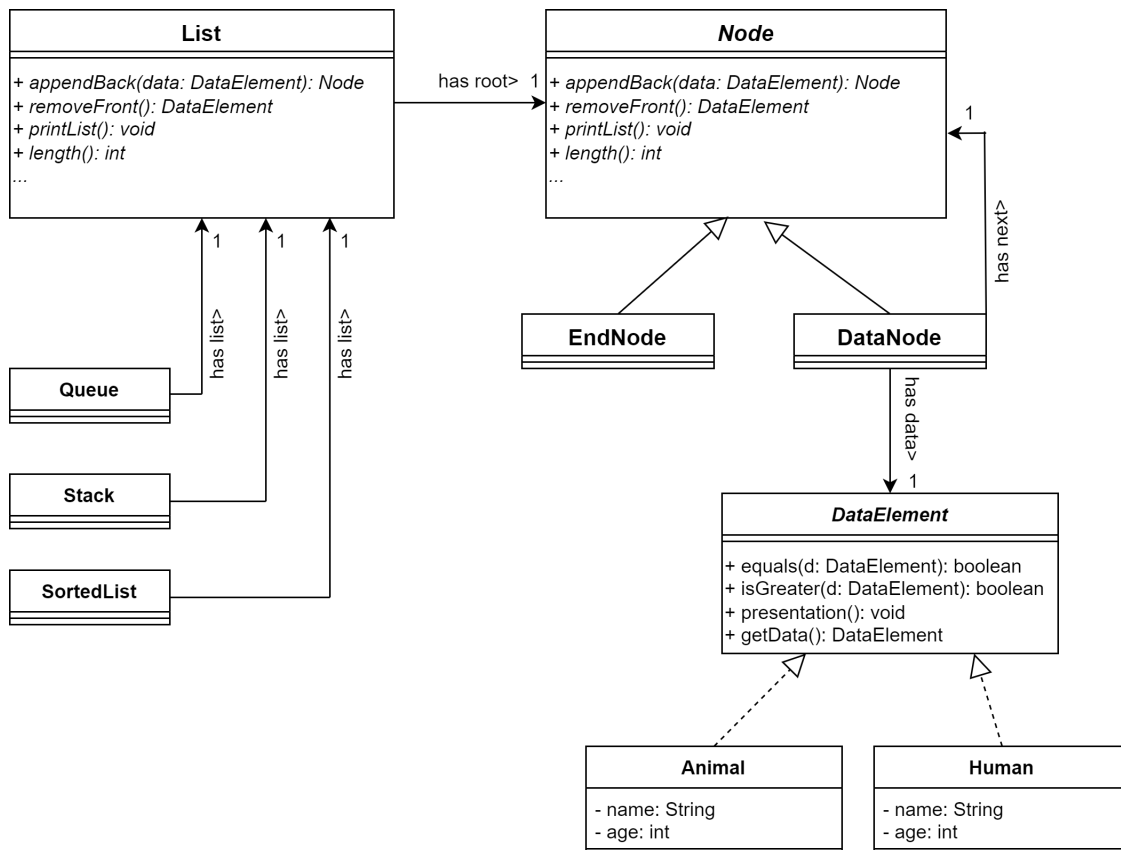 List
+ appendBack(data: DataElement): Node
+ removeFront(): DataElement
+ printList(): void
+ length(): int
...
has root> 1
Node
+ appendBack(data: DataElement): Node
+ removeFront(): DataElement
+ printList(): void
+ length(): int
...
1
has next>
1
1
1
has list>
has list>
has list>
Queue
Stack
SortedList
EndNode
DataNode
has data>
1
DataElement
+ equals(d: DataElement): boolean
+ isGreater(d: DataElement): boolean
+ presentation(): void
+ getData(): DataElement
Animal
- name: String
- age: int
Human
- name: String
- age: int